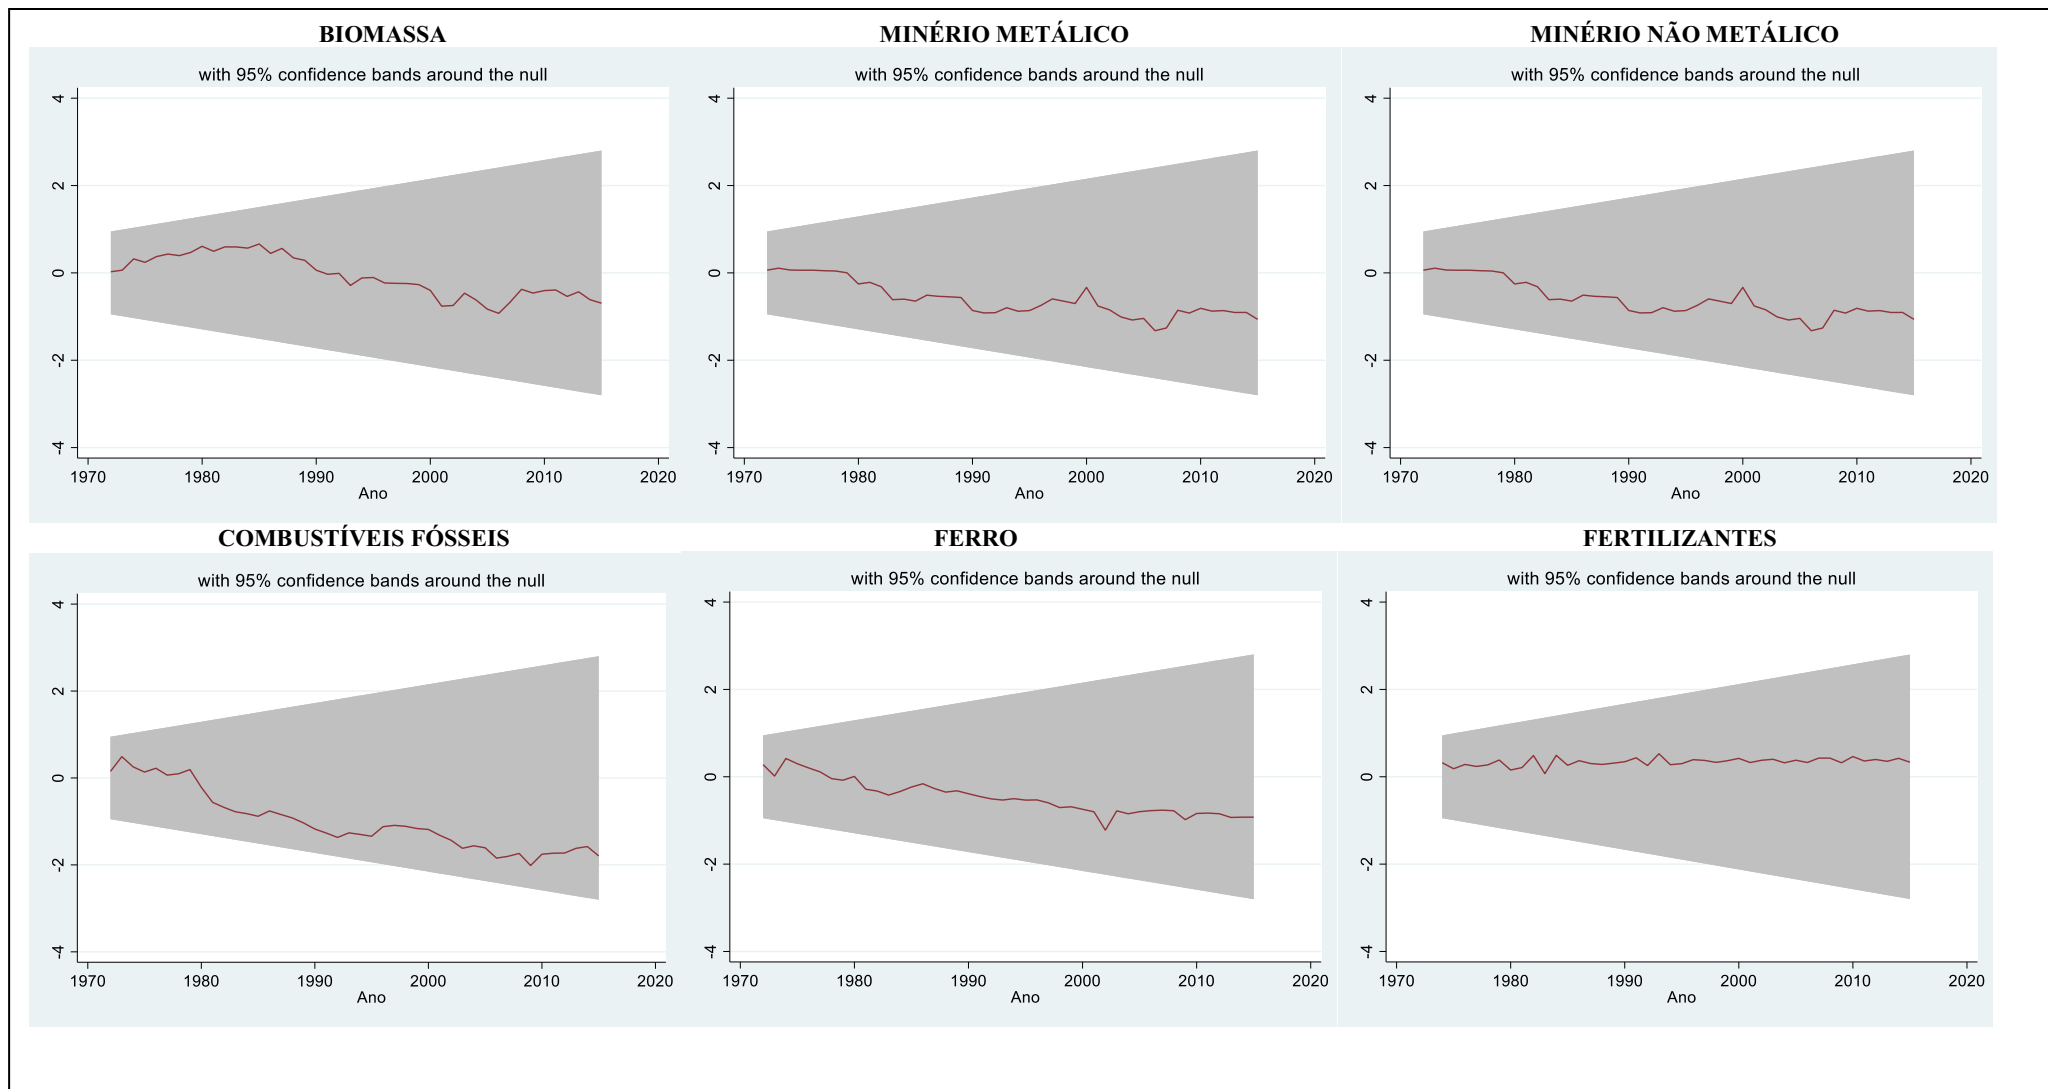 BIOMASSA
with 95% confidence bands around the null
4
2
0
-2
-4
1970 1980 1990 2000 2010 2020
Ano
MINÉRIO METÁLICO
with 95% confidence bands around the null
4
2
0
-2
-4
1970 1980 1990 2000 2010 2020
Ano
MINÉRIO NÃO METÁLICO
with 95% confidence bands around the null
4
2
0
-2
-4
1970 1980 1990 2000 2010 2020
Ano
COMBUSTÍVEIS FÓSSEIS
with 95% confidence bands around the null
4
2
0
-2
-4
1970 1980 1990 2000 2010 2020
Ano
FERRO
with 95% confidence bands around the null
4
2
0
-2
-4
1970 1980 1990 2000 2010 2020
Ano
FERTILIZANTES
with 95% confidence bands around the null
4
2
0
-2
-4
1970 1980 1990 2000 2010 2020
Ano